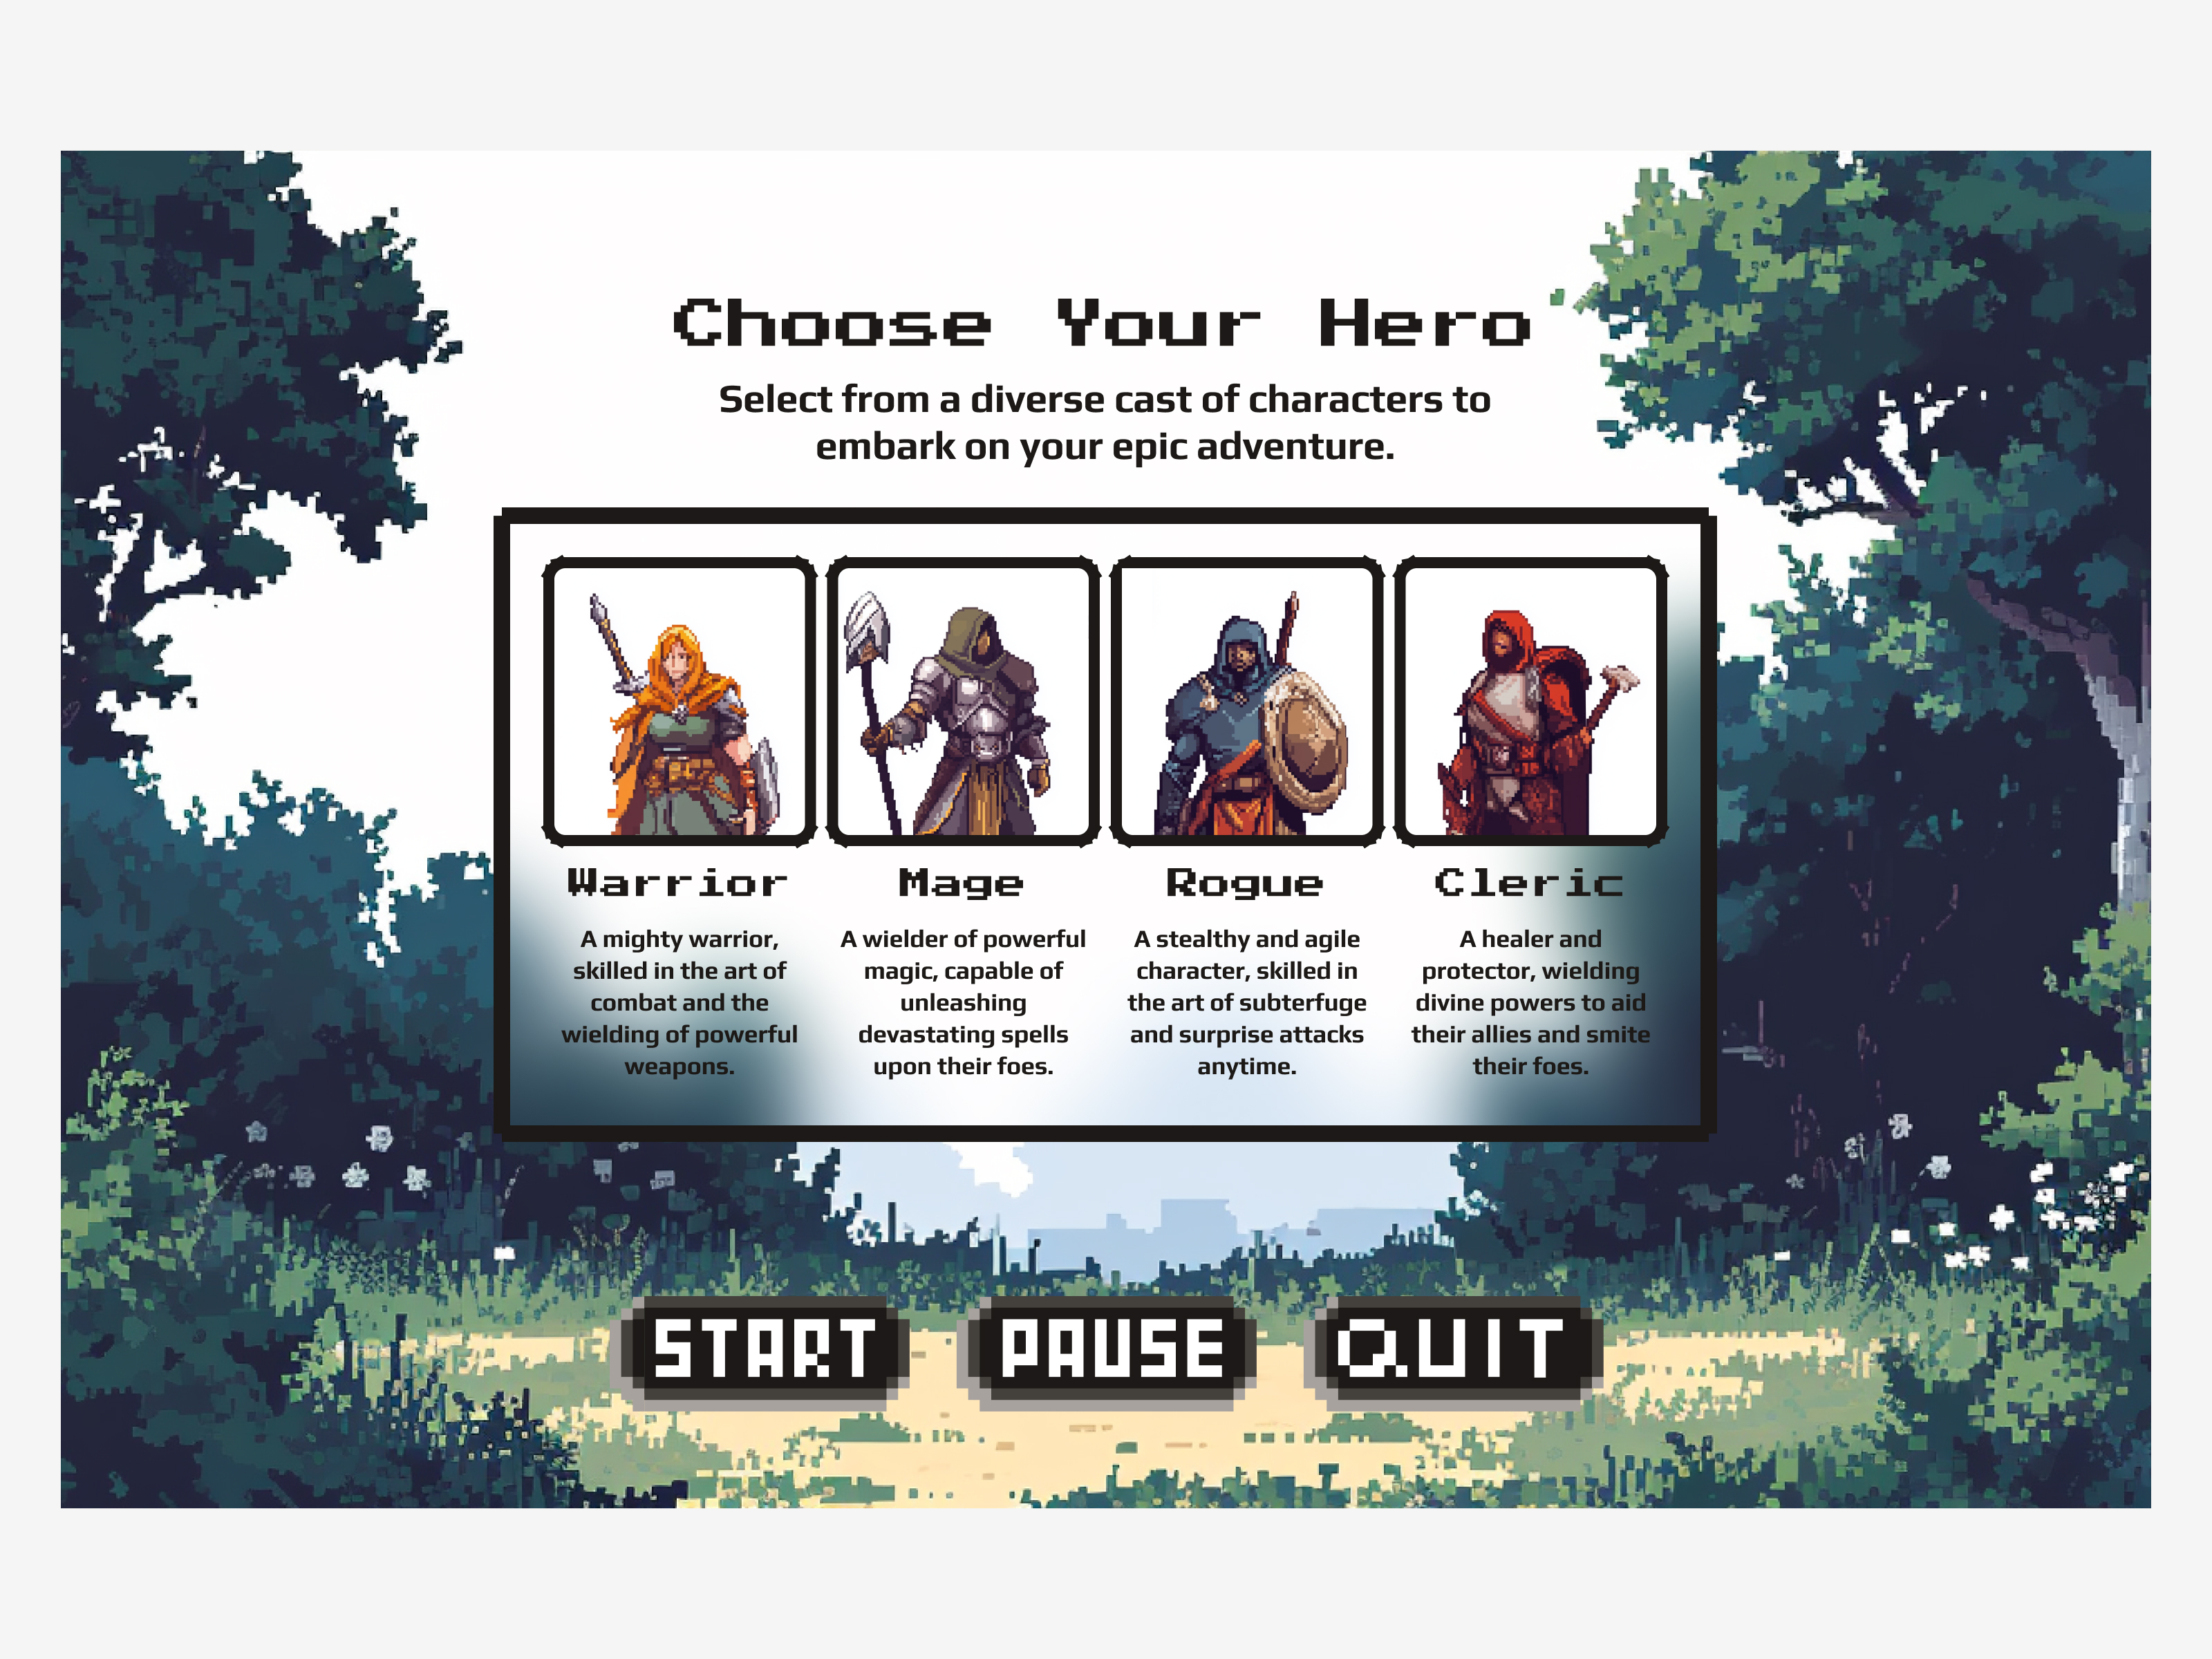 Choose Your Hero
Select from a diverse cast of characters to
embark on your epic adventure.
Warrior
A mighty warrior,
skilled in the art of
combat and the
wielding of powerful
weapons.
Mage
A wielder of powerful
magic, capable of
unleashing
devastating spells
upon their foes.
Rogue
A stealthy and agile
character, skilled in
the art of subterfuge
and surprise attacks
anytime.
Cleric
A healer and
protector, wielding
divine powers to aid
their allies and smite
their foes.
START
PAUSE
QUIT